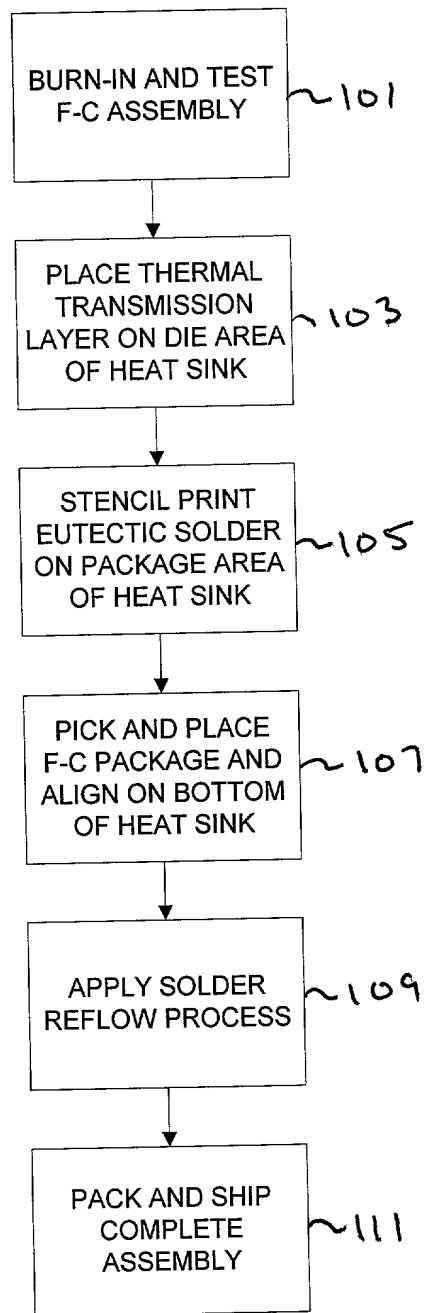 BURN-IN AND TEST
F-C ASSEMBLY
101
PLACE THERMAL
TRANSMISSION
LAYER ON DIE AREA
OF HEAT SINK
103
STENCIL PRINT
EUTECTIC SOLDER
ON PACKAGE AREA
OF HEAT SINK
105
PICK AND PLACE
F-C PACKAGE AND
ALIGN ON BOTTOM
OF HEAT SINK
107
APPLY SOLDER
REFLOW PROCESS
109
PACK AND SHIP
COMPLETE
ASSEMBLY
111